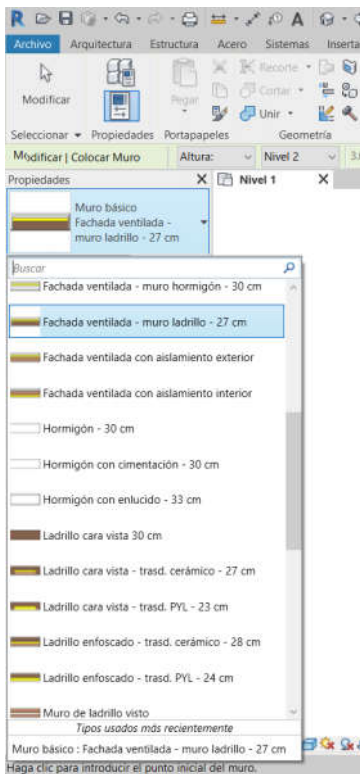 Archivo Arquitectura Estructura Acero Sistemas Inserta
Modificar
Pegar
Recorte
Cortar
Unir
Seleccionar Propiedades Portapapeles Geometría
Modificar | Colocar Muro Altura: Nivel 2 3.
Propiedades X Nivel 1 X
Muro básico
Fachada ventilada -
muro ladrillo - 27 cm
Buscar
Fachada ventilada - muro hormigón - 30 cm
Fachada ventilada - muro ladrillo - 27 cm
Fachada ventilada con aislamiento exterior
Fachada ventilada con aislamiento interior
Hormigón - 30 cm
Hormigón con cimentación - 30 cm
Hormigón con enlucido - 33 cm
Ladrillo cara vista 30 cm
Ladrillo cara vista - trasd. cerámico - 27 cm
Ladrillo cara vista - trasd. PYL - 23 cm
Ladrillo enfoscado - trasd. cerámico - 28 cm
Ladrillo enfoscado - trasd. PYL - 24 cm
Muro de ladrillo visto
Tipos usados más recientemente
Muro básico : Fachada ventilada - muro ladrillo - 27 cm
Haga clic para introducir el punto inicial del muro.